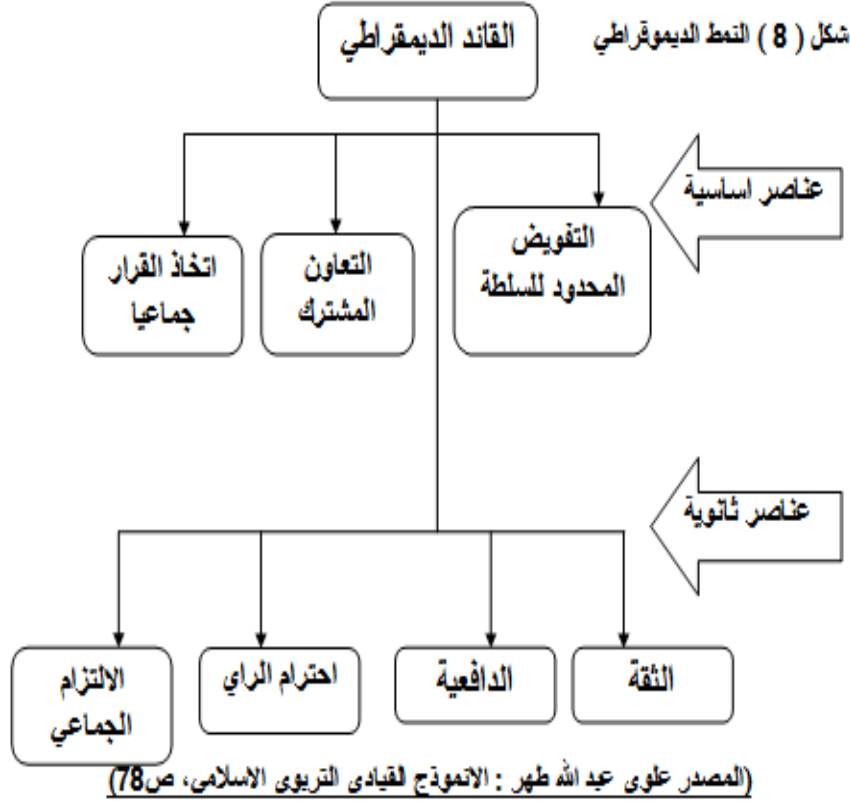 شكل ( 8 ) النمط الديموقراطي
القائد الديمقراطي
عناصر اساسية
التفويض
المحدود للسلطة
التعاون
المشترك
اتخاذ القرار
جماعيا
عناصر ثانوية
الثقة
الدافعية
احترام الراي
الالتزام
الجماعي
(المصدر علوى عبد الله طهر : الانموذج القيادى التربوى الاسلامى، ص78)